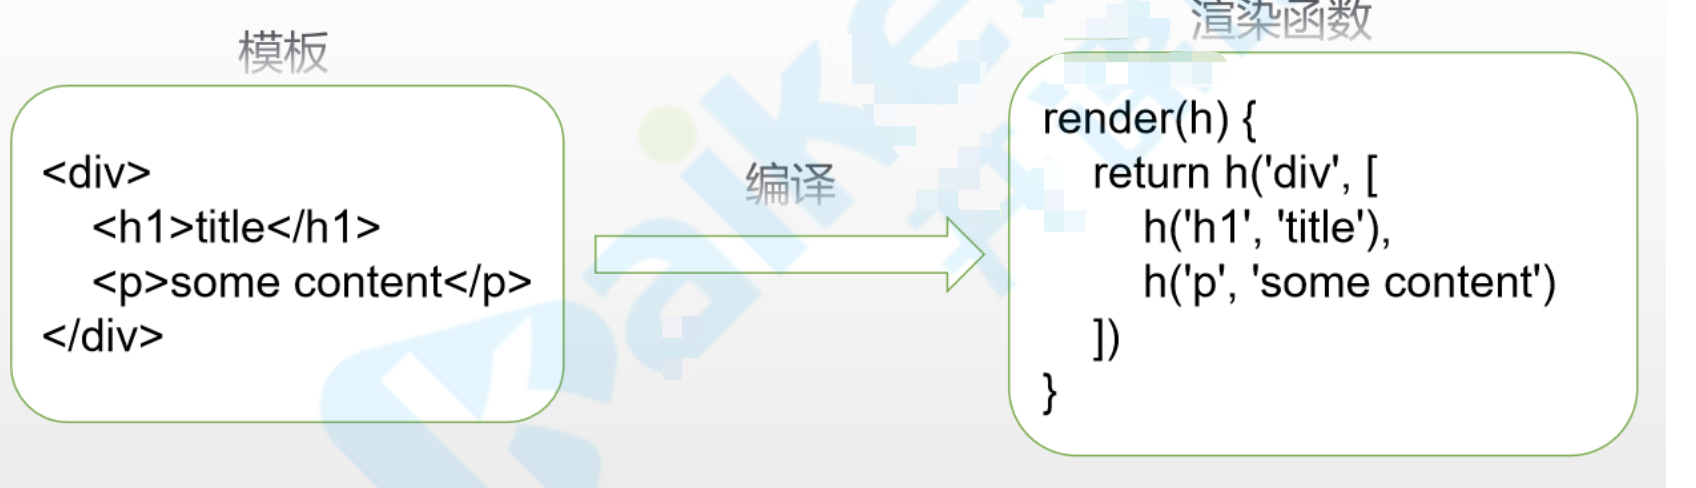 模板
<div>
<h1>title</h1>
<p>some content</p>
</div>
编译
渲染函数
render(h) {
return h('div', [
h('h1', 'title'),
h('p', 'some content')
])
}